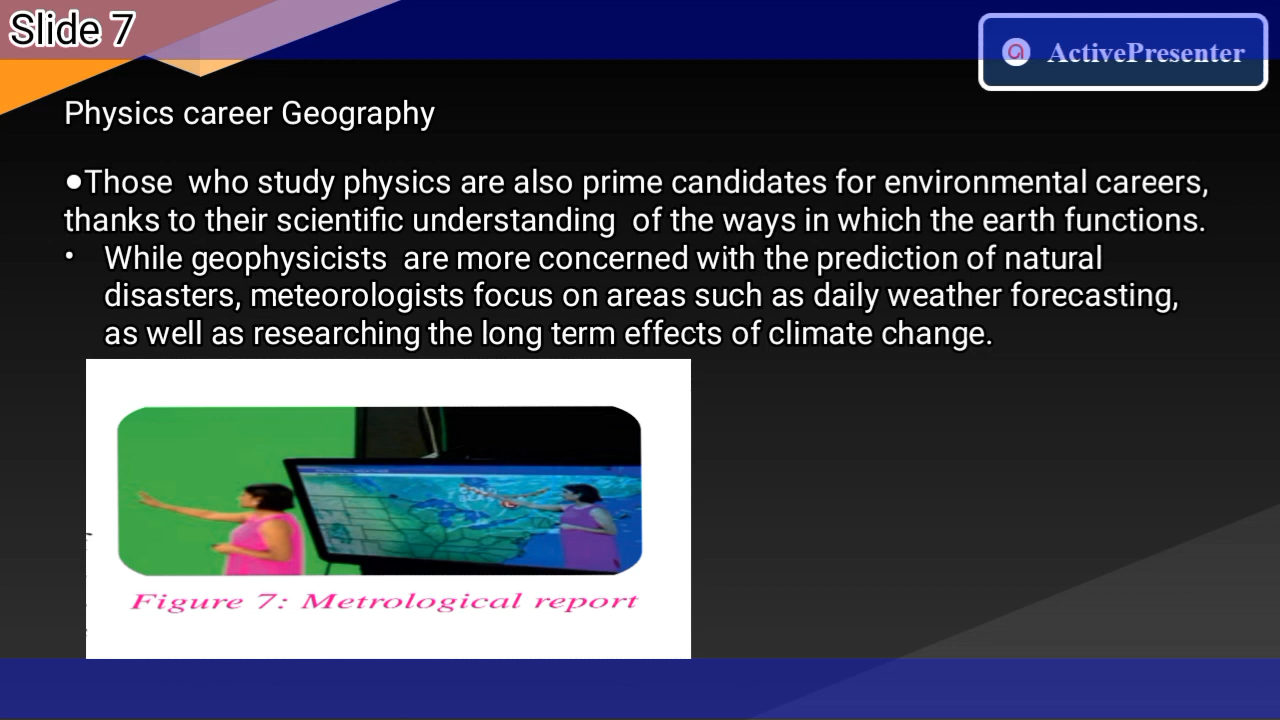 Slide 7
ActivePresenter
Physics career Geography
●Those who study physics are also prime candidates for environmental careers,
thanks to their scientific understanding of the ways in which the earth functions.
• While geophysicists are more concerned with the prediction of natural
disasters, meteorologists focus on areas such as daily weather forecasting,
as well as researching the long term effects of climate change.
Figure 7: Metrological report